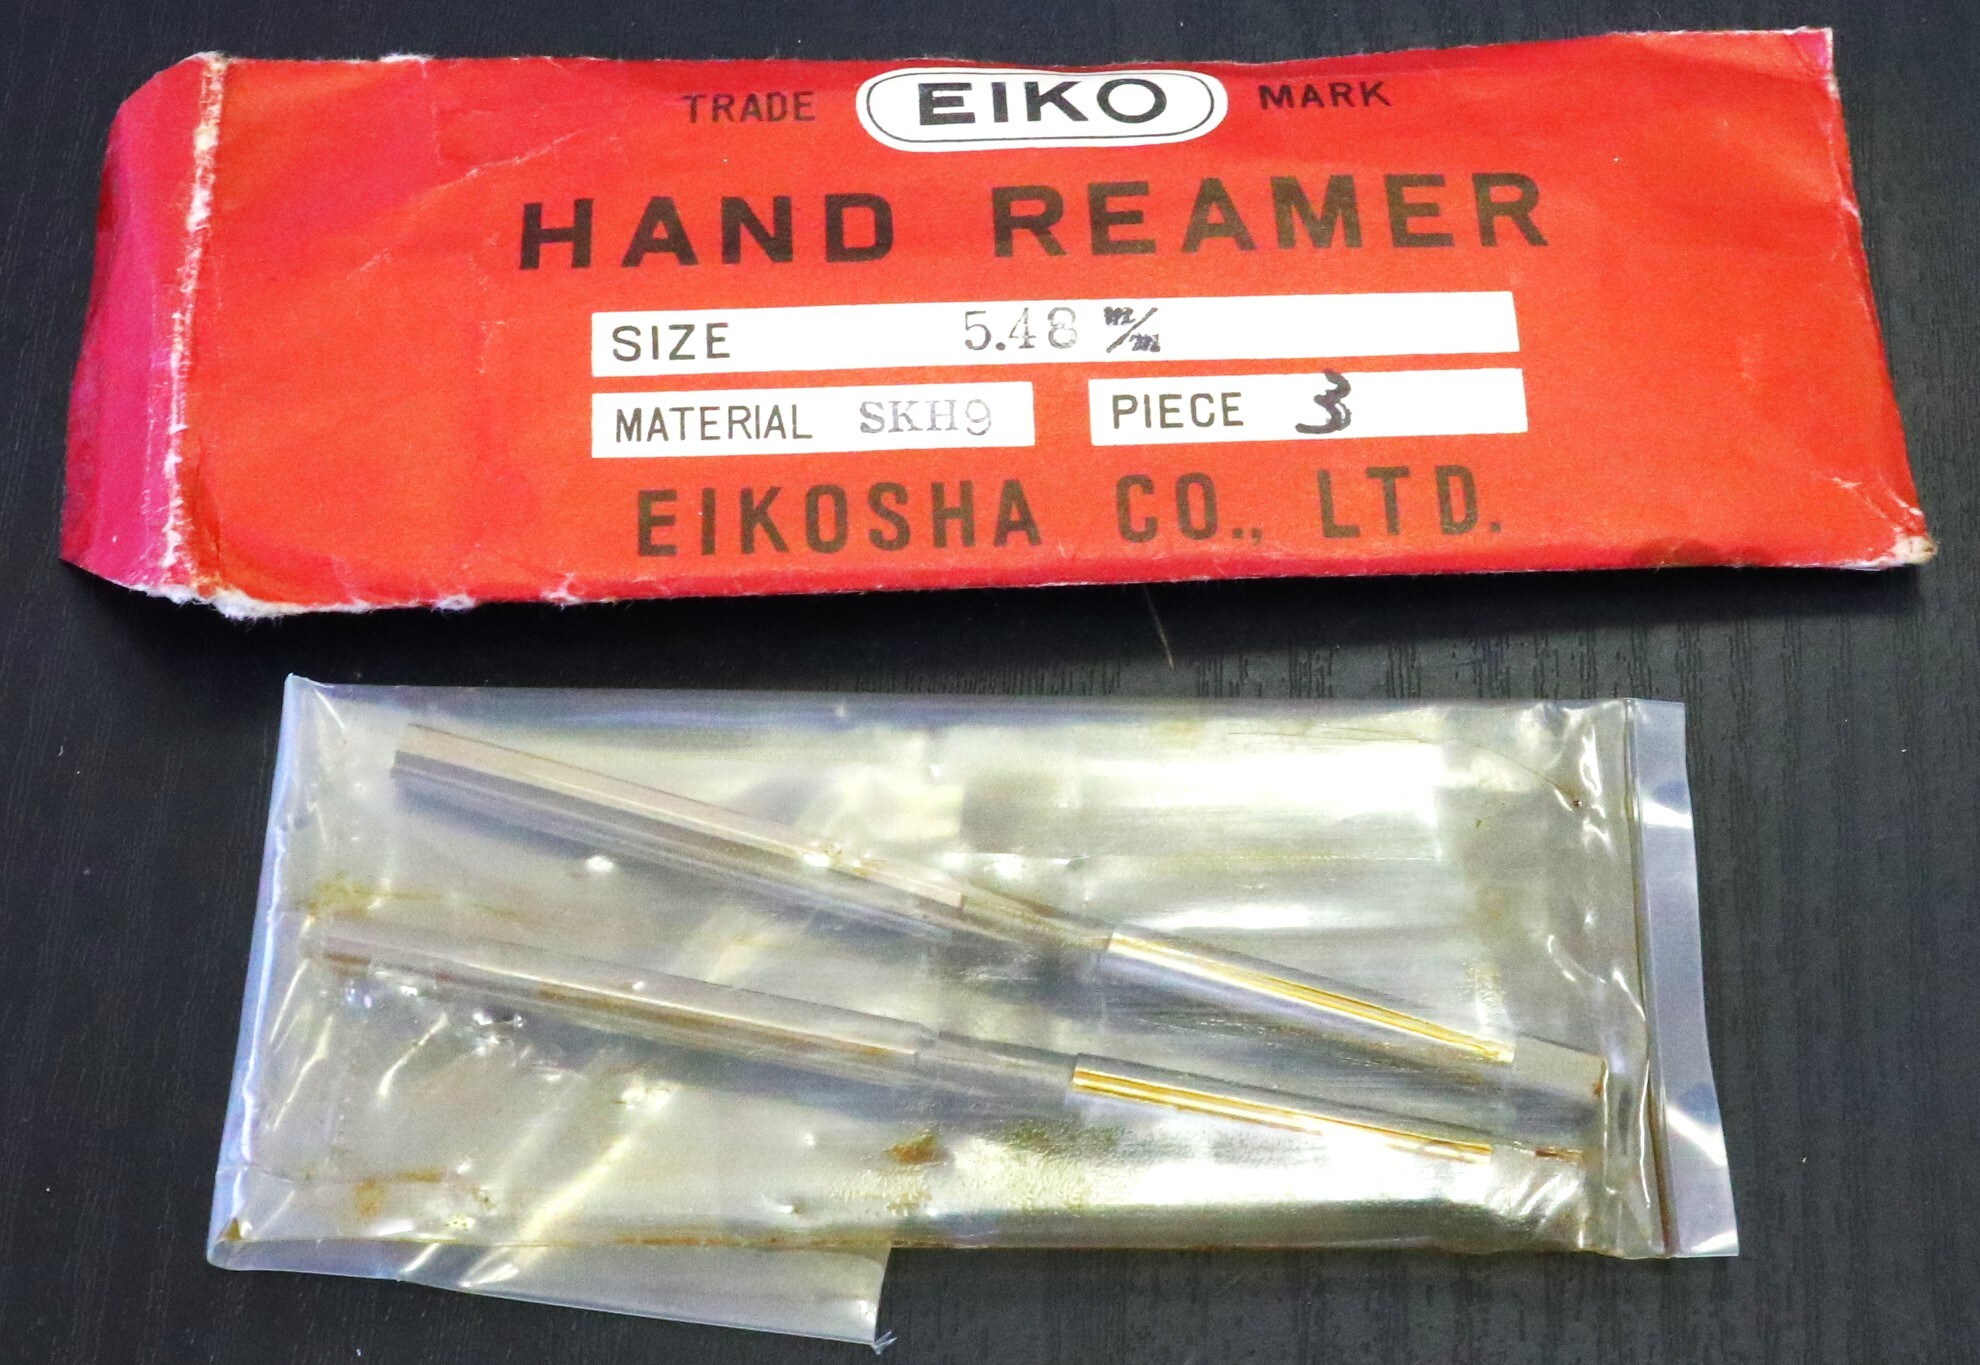 TRADE EIKO MARK
HAND REAMER
SIZE 5.48 m/m
MATERIAL SKH9 PIECE 3
EIKOSHA CO., LTD.